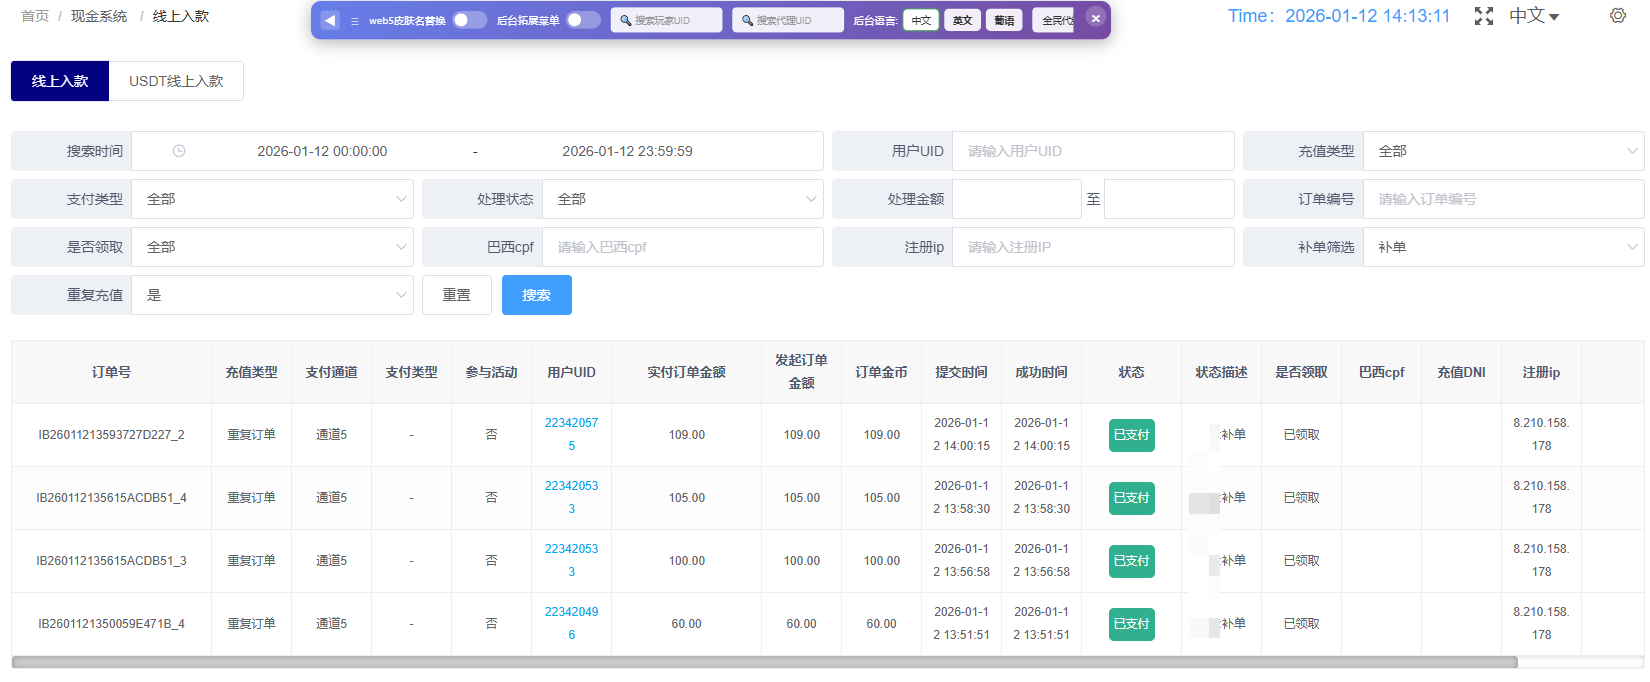 首页 / 现金系统 / 线上入款
web5皮肤名替换 后台拓展菜单 搜索玩家UID 搜索代理UID 后台语言: 中文 英文 葡语 全民代
Time: 2026-01-12 14:13:11 中文
线上入款 USDT线上入款
搜索时间 2026-01-12 00:00:00 - 2026-01-12 23:59:59 用户UID 请输入用户UID 充值类型 全部
支付类型 全部 处理状态 全部 处理金额 至 订单编号 请输入订单编号
是否领取 全部 巴西cpf 请输入巴西cpf 注册ip 请输入注册IP 补单筛选 补单
重复充值 是 重置 搜索
订单号 充值类型 支付通道 支付类型 参与活动 用户UID 实付订单金额 发起订单金额 订单金币 提交时间 成功时间 状态 状态描述 是否领取 巴西cpf 充值DNI 注册ip
IB26011213593727D227_2 重复订单 通道5 - 否 223420575 109.00 109.00 109.00 2026-01-12 14:00:15 2026-01-12 14:00:15 已支付 补单 已领取 8.210.158.178
IB260112135615ACDB51_4 重复订单 通道5 - 否 223420533 105.00 105.00 105.00 2026-01-12 13:58:30 2026-01-12 13:58:30 已支付 补单 已领取 8.210.158.178
IB260112135615ACDB51_3 重复订单 通道5 - 否 223420533 100.00 100.00 100.00 2026-01-12 13:56:58 2026-01-12 13:56:58 已支付 补单 已领取 8.210.158.178
IB2601121350059E471B_4 重复订单 通道5 - 否 223420496 60.00 60.00 60.00 2026-01-12 13:51:51 2026-01-12 13:51:51 已支付 补单 已领取 8.210.158.178